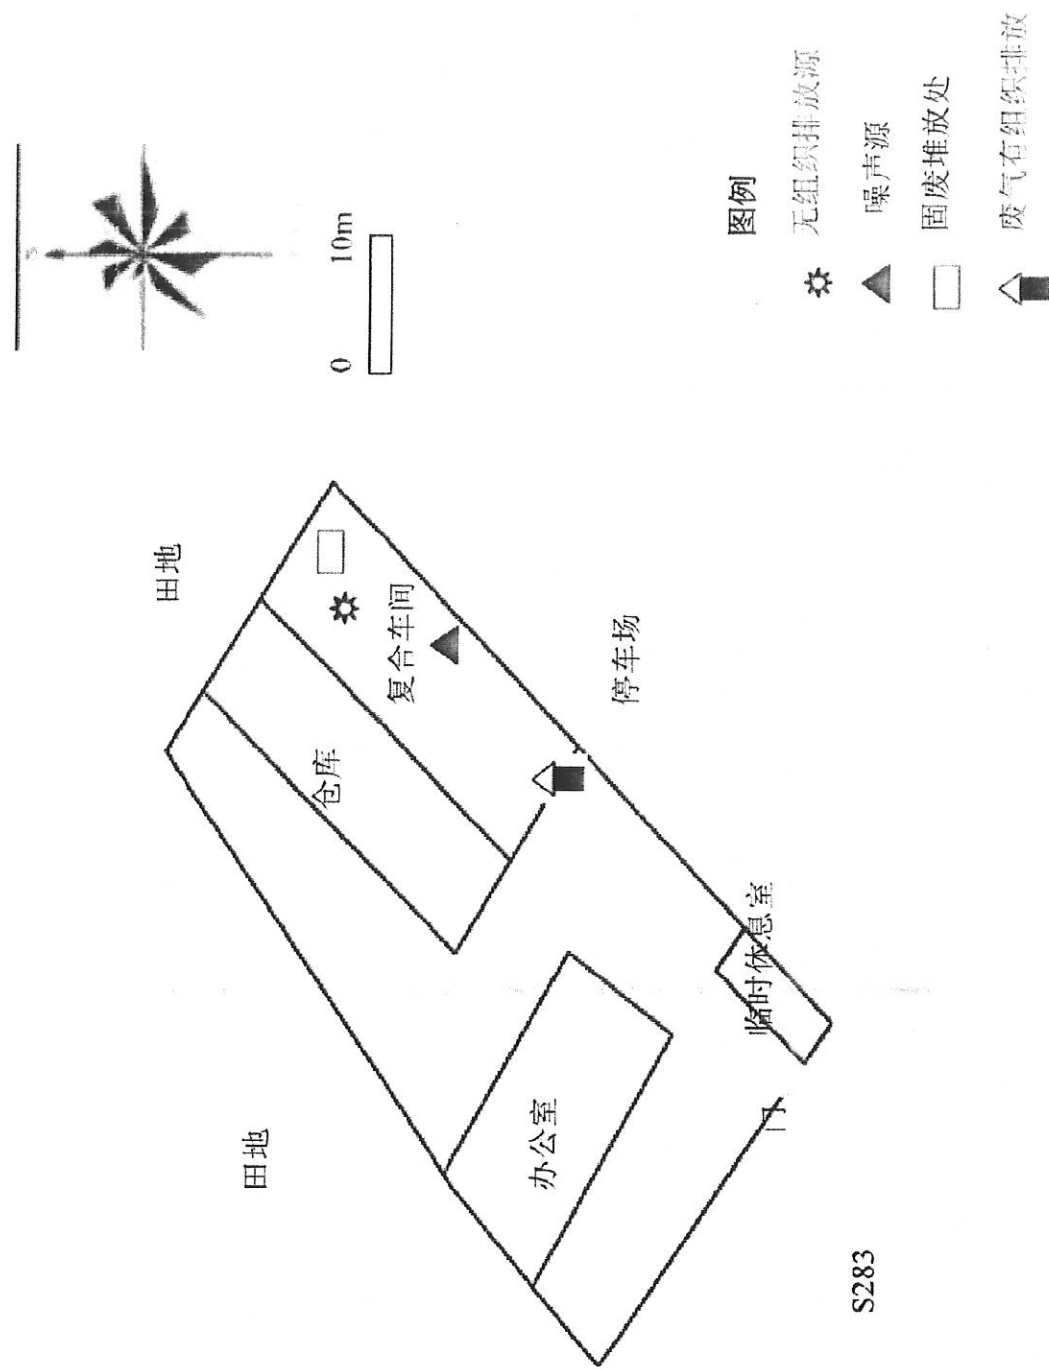 0 10m
图例
无组织排放源
噪声源
固废堆放处
废气有组织排放
田地
田地
仓库
复合车间
停车场
办公室
临时休息室
门
S283